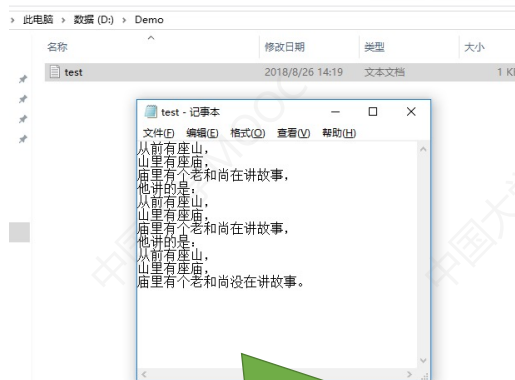 此电脑 › 数据 (D:) › Demo
名称 修改日期 类型 大小
test 2018/8/26 14:19 文本文档 1
test - 记事本
文件(F) 编辑(E) 格式(O) 查看(V) 帮助(H)
从前有座山，
山里有座庙，
庙里有个老和尚在讲故事，
他讲的是：
从前有座山，
山里有座庙，
庙里有个老和尚在讲故事，
他讲的是：
从前有座山，
山里有座庙，
庙里有个老和尚没在讲故事。
MOOC
中国大